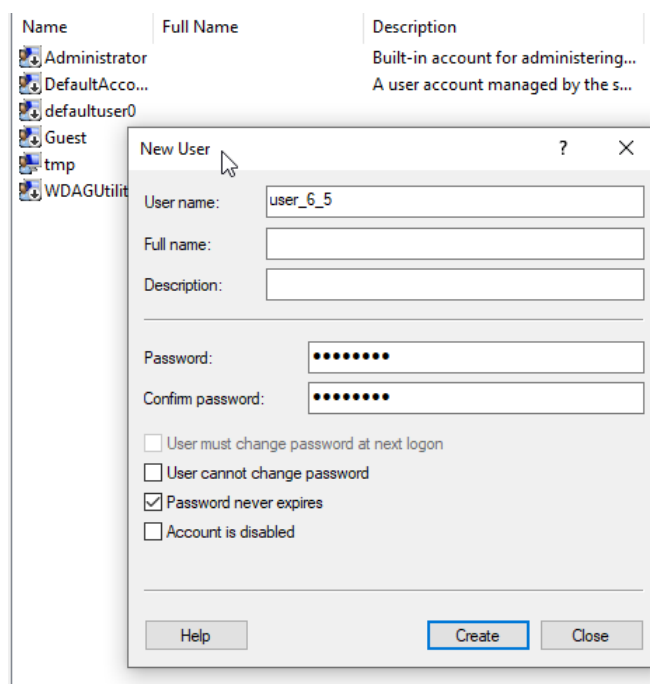 Name Full Name Description
Administrator Built-in account for administering...
DefaultAcco... A user account managed by the s...
defaultuser0
Guest
tmp
WDAGUtilit
New User ?
User name: user_6_5
Full name:
Description:
Password: ●●●●●●●●
Confirm password: ●●●●●●●●
User must change password at next logon
User cannot change password
Password never expires
Account is disabled
Help Create Close